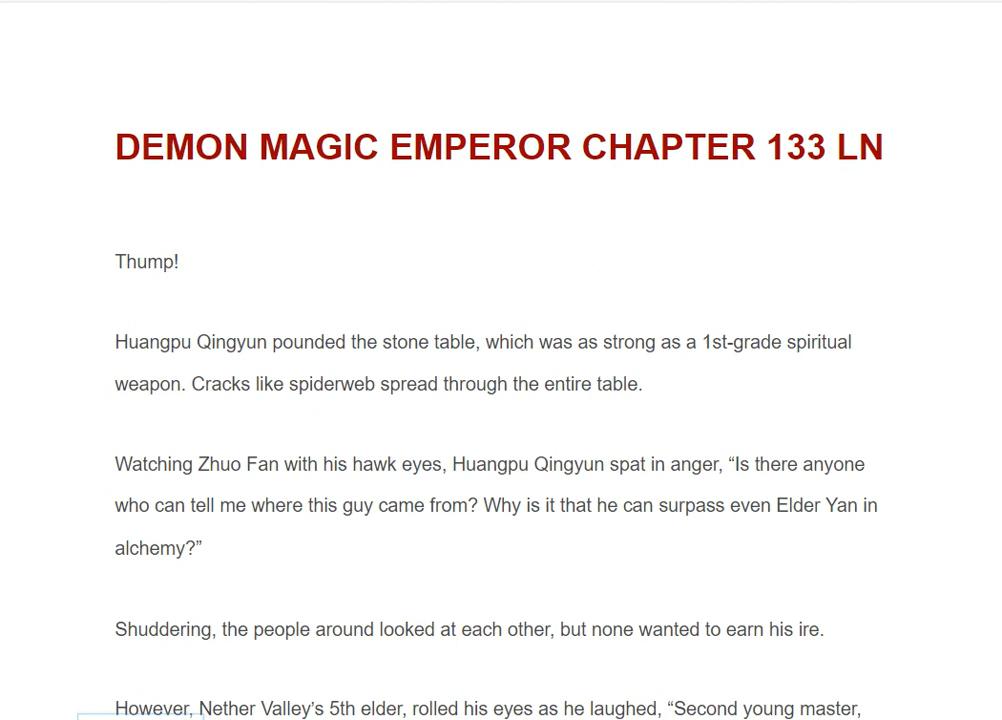 DEMON MAGIC EMPEROR CHAPTER 133 LN
Thump!
Huangpu Qingyun pounded the stone table, which was as strong as a 1st-grade spiritual
weapon. Cracks like spiderweb spread through the entire table.
Watching Zhuo Fan with his hawk eyes, Huangpu Qingyun spat in anger, “Is there anyone
who can tell me where this guy came from? Why is it that he can surpass even Elder Yan in
alchemy?”
Shuddering, the people around looked at each other, but none wanted to earn his ire.
However, Nether Valley’s 5th elder, rolled his eyes as he laughed, “Second young master,